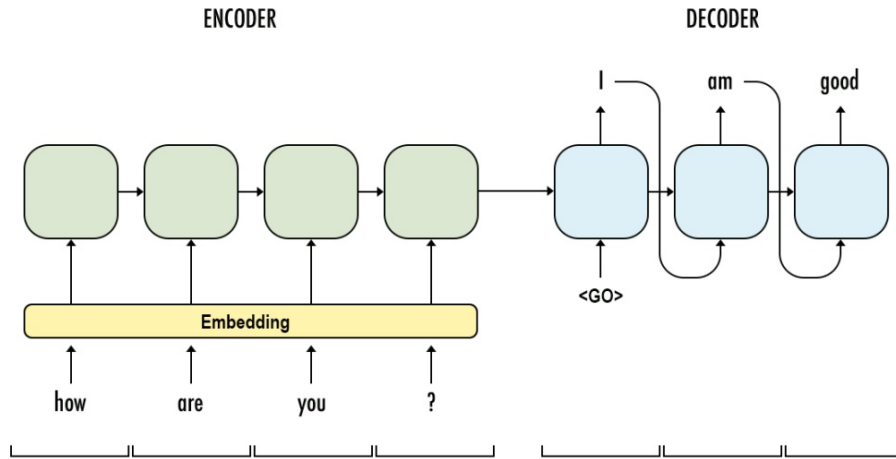 ENCODER DECODER
I am good
<GO>
Embedding
how are you ?